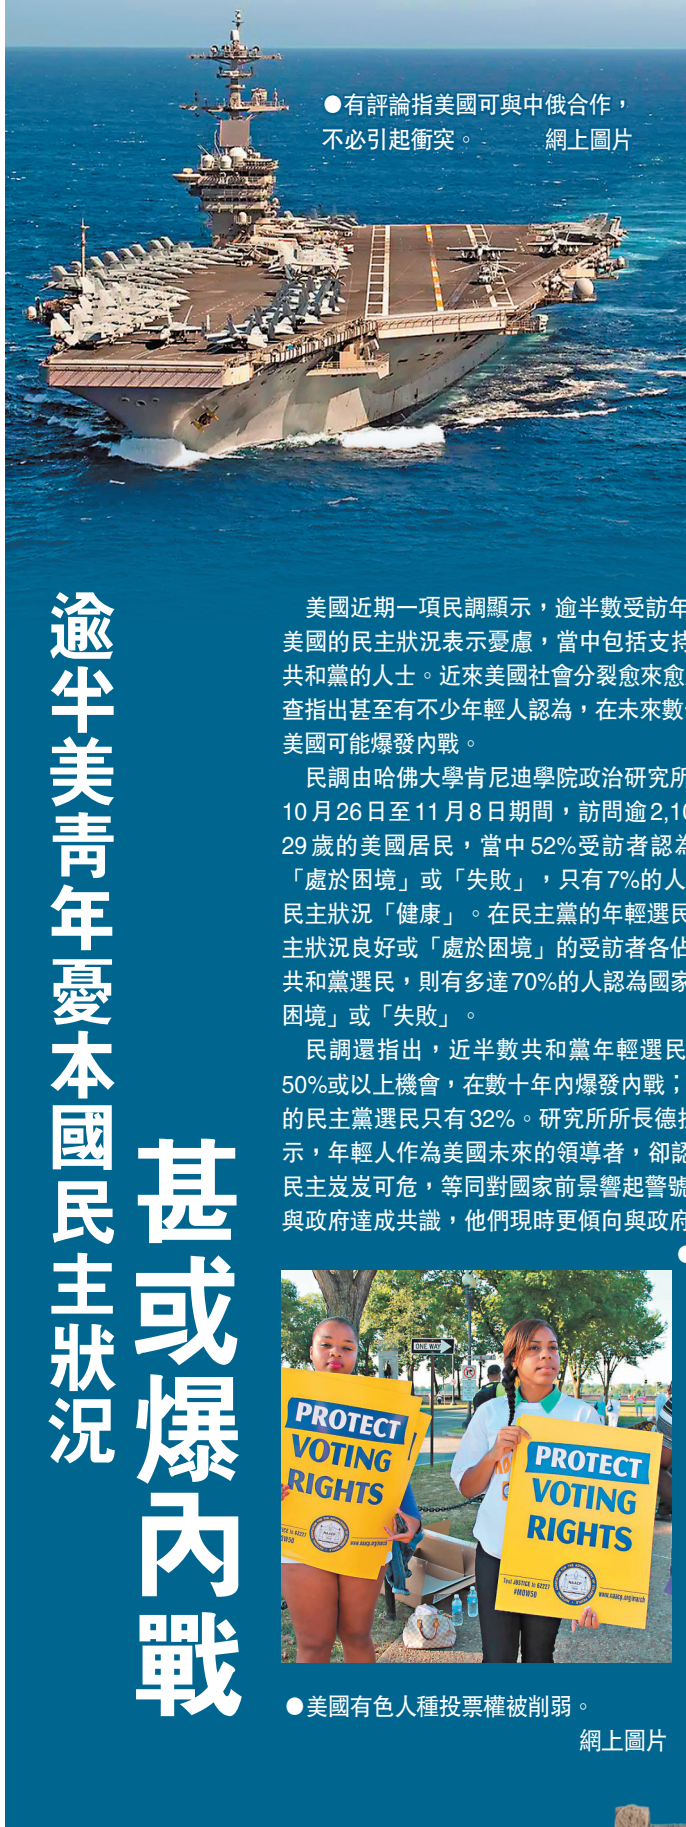 ●有評論指美國可與中俄合作，
不必引起衝突。 網上圖片
逾半美青年憂本國民主狀況
甚或爆內戰
美國近期一項民調顯示，逾半數受訪年
美國的民主狀況表示憂慮，當中包括支持
共和黨的人士。近來美國社會分裂愈來愈
查指出甚至有不少年輕人認為，在未來數
美國可能爆發內戰。
民調由哈佛大學肯尼迪學院政治研究所
10月26日至11月8日期間，訪問逾2,10
29歲的美國居民，當中52%受訪者認為
「處於困境」或「失敗」，只有7%的人
民主狀況「健康」。在民主黨的年輕選民
主狀況良好或「處於困境」的受訪者各佔
共和黨選民，則有多達70%的人認為國家
困境」或「失敗」。
民調還指出，近半數共和黨年輕選民
50%或以上機會，在數十年內爆發內戰；
的民主黨選民只有32%。研究所所長德拉
示，年輕人作為美國未來的領導者，卻認
民主岌岌可危，等同對國家前景響起警號
與政府達成共識，他們現時更傾向與政府
ONE WAY
PROTECT
VOTING
RIGHTS
www.naacp.org/march
PROTECT
VOTING
RIGHTS
Text JUSTICE to 62227
#MOW50
NAACP
www.naacp.org/march
●美國有色人種投票權被削弱。
網上圖片